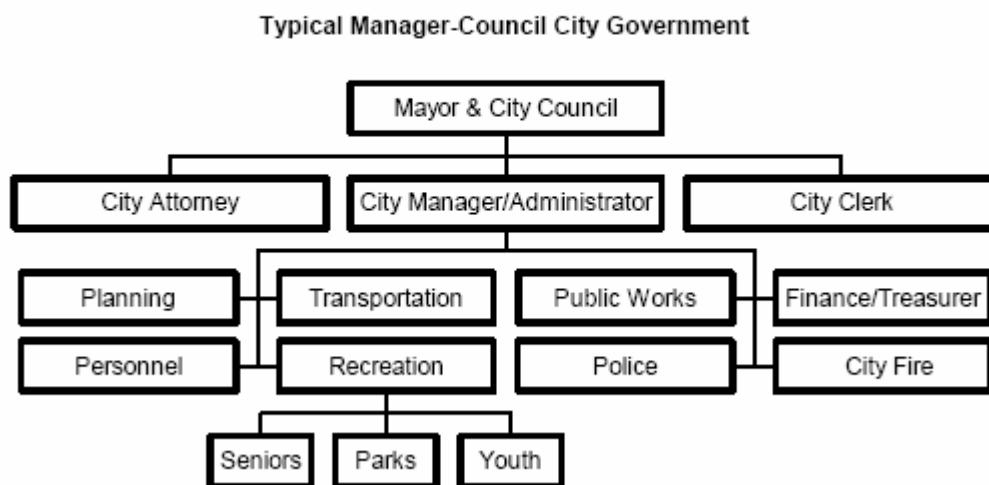 Typical Manager-Council City Government
Mayor & City Council
City Attorney
City Manager/Administrator
City Clerk
Planning
Transportation
Public Works
Finance/Treasurer
Personnel
Recreation
Police
City Fire
Seniors
Parks
Youth